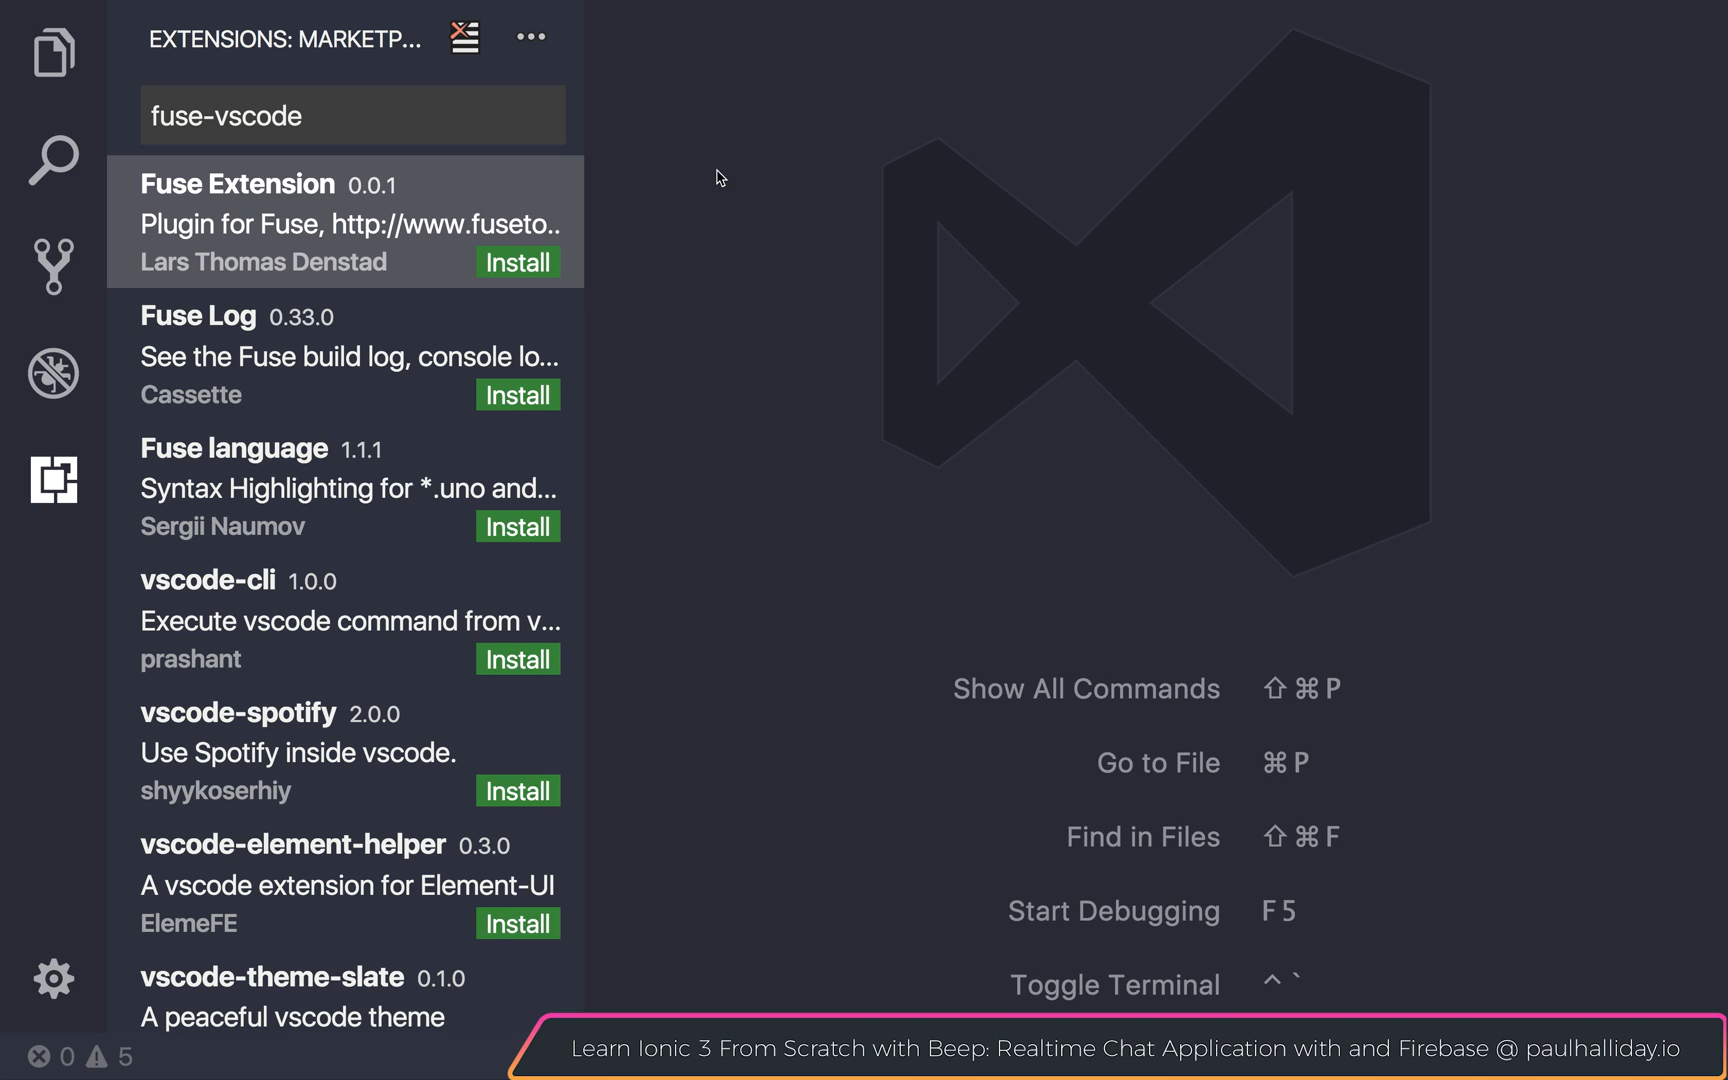 EXTENSIONS: MARKETP...
fuse-vscode
Fuse Extension 0.0.1
Plugin for Fuse, http://www.fuseto..
Lars Thomas Denstad Install
Fuse Log 0.33.0
See the Fuse build log, console lo...
Cassette Install
Fuse language 1.1.1
Syntax Highlighting for *.uno and...
Sergii Naumov Install
vscode-cli 1.0.0
Execute vscode command from v...
prashant Install
vscode-spotify 2.0.0
Use Spotify inside vscode.
shyykoserhiy Install
vscode-element-helper 0.3.0
A vscode extension for Element-UI
ElemeFE Install
vscode-theme-slate 0.1.0
A peaceful vscode theme
Show All Commands ⇧⌘P
Go to File ⌘P
Find in Files ⇧⌘F
Start Debugging F5
Toggle Terminal ^`
0 5
Learn Ionic 3 From Scratch with Beep: Realtime Chat Application with and Firebase @ paulhalliday.io